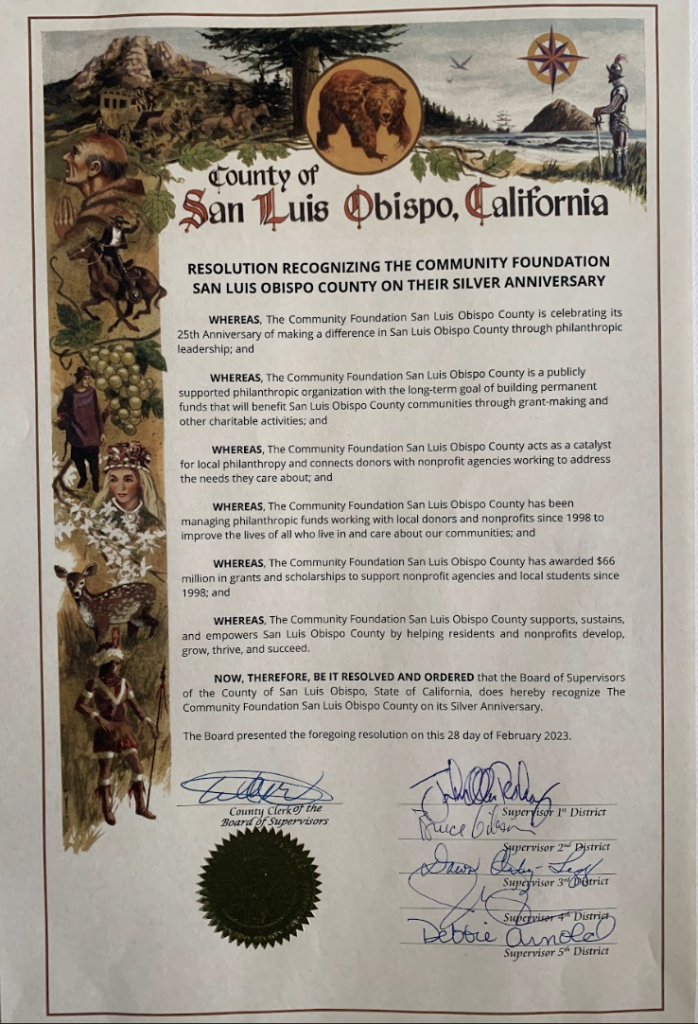 County of
San Luis Obispo, California
RESOLUTION RECOGNIZING THE COMMUNITY FOUNDATION
SAN LUIS OBISPO COUNTY ON THEIR SILVER ANNIVERSARY
WHEREAS, The Community Foundation San Luis Obispo County is celebrating its
25th Anniversary of making a difference in San Luis Obispo County through philanthropic
leadership; and
WHEREAS, The Community Foundation San Luis Obispo County is a publicly
supported philanthropic organization with the long-term goal of building permanent
funds that will benefit San Luis Obispo County communities through grant-making and
other charitable activities; and
WHEREAS, The Community Foundation San Luis Obispo County acts as a catalyst
for local philanthropy and connects donors with nonprofit agencies working to address
the needs they care about; and
WHEREAS, The Community Foundation San Luis Obispo County has been
managing philanthropic funds working with local donors and nonprofits since 1998 to
improve the lives of all who live in and care about our communities; and
WHEREAS, The Community Foundation San Luis Obispo County has awarded $66
million in grants and scholarships to support nonprofit agencies and local students since
1998; and
WHEREAS, The Community Foundation San Luis Obispo County supports, sustains,
and empowers San Luis Obispo County by helping residents and nonprofits develop,
grow, thrive, and succeed.
NOW, THEREFORE, BE IT RESOLVED AND ORDERED that the Board of Supervisors
of the County of San Luis Obispo, State of California, does hereby recognize The
Community Foundation San Luis Obispo County on its Silver Anniversary.
The Board presented the foregoing resolution on this 28 day of February 2023.
County Clerk of the
Board of Supervisors
Supervisor 1st District
Bruce Gibson
Supervisor 2nd District
Dawn
Supervisor 3rd District
Supervisor 4th District
Debbie Arnold
Supervisor 5th District